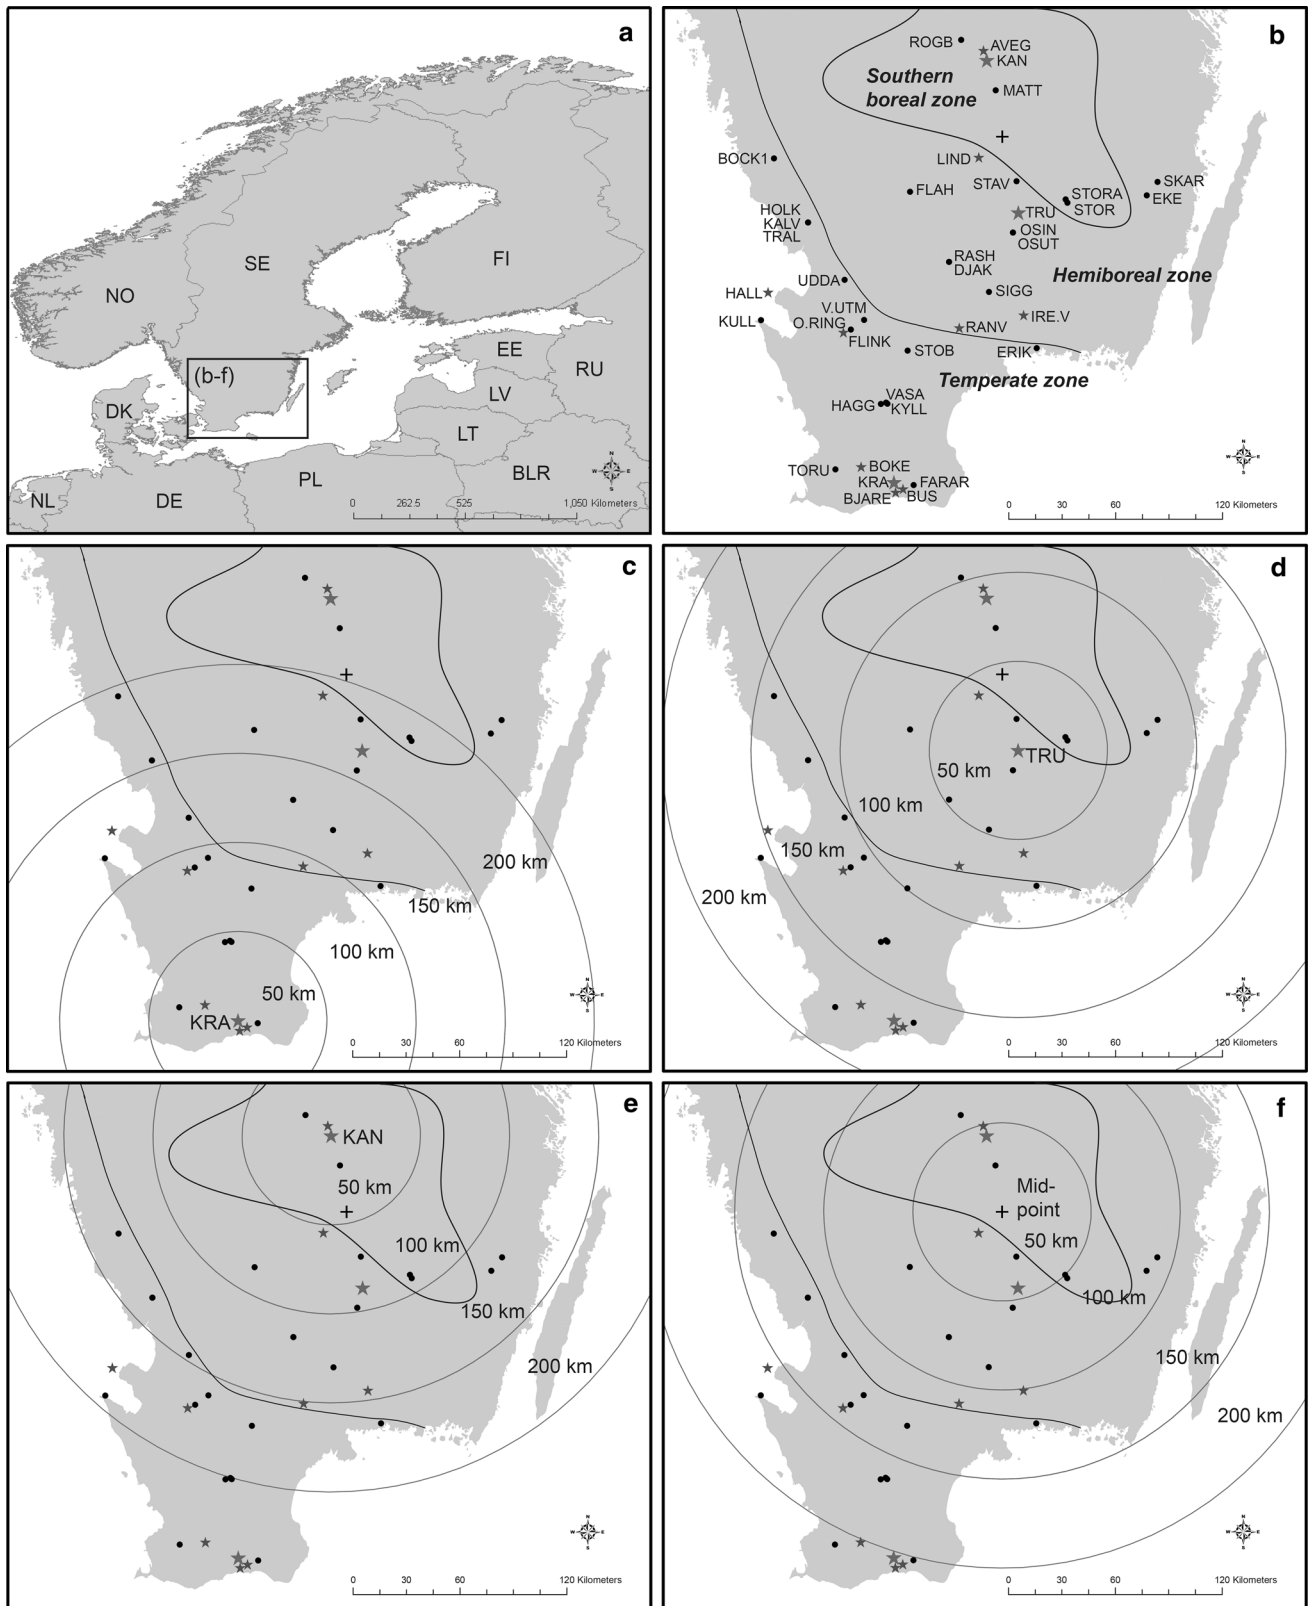 a
NO
SE
FI
EE
RU
LV
LT
DK
(b-f)
BLR
PL
NL
DE
N
W E
S
0 262.5 525 1,050 Kilometers
b
ROGB
AVEG
KAN
Southern
boreal zone
MATT
BOCK1
LIND
STAV
FLAH
SKAR
EKE
STORA
STOR
HOLK
KALV
TRAL
TRU
OSIN
OSUT
RASH
DJAK
Hemiboreal zone
UDDA
SIGG
HALL
V.UTM
KULL
O.RING
IRE.V
RANV
FLINK
STOB
ERIK
Temperate zone
VASA
HAGG
KYLL
TORU
BOKE
KRA
FARAR
BJARE
BUS
N
W E
S
0 30 60 120 Kilometers
c
200 km
150 km
100 km
50 km
KRA
N
W E
S
0 30 60 120 Kilometers
d
TRU
50 km
100 km
150 km
200 km
N
W E
S
0 30 60 120 Kilometers
e
KAN
50 km
100 km
150 km
200 km
N
W E
S
0 30 60 120 Kilometers
f
Mid-
point
50 km
100 km
150 km
200 km
N
W E
S
0 30 60 120 Kilometers